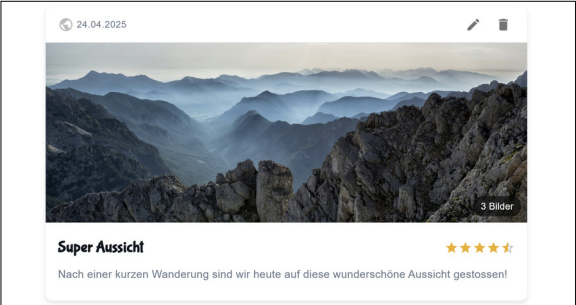 24.04.2025
3 Bilder
Super Aussicht
Nach einer kurzen Wanderung sind wir heute auf diese wunderschöne Aussicht gestossen!